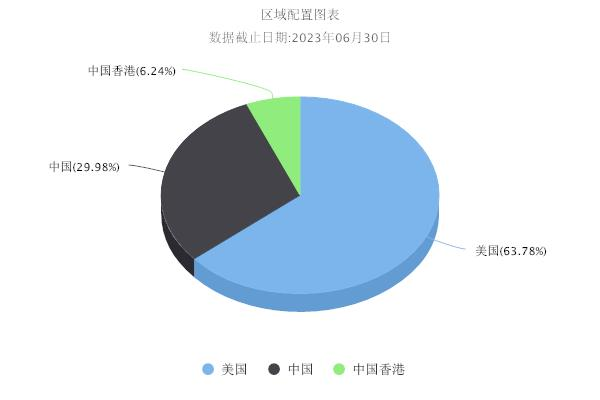 区域配置图表
数据截止日期:2023年06月30日
中国香港(6.24%)
中国(29.98%)
美国(63.78%)
美国 中国 中国香港